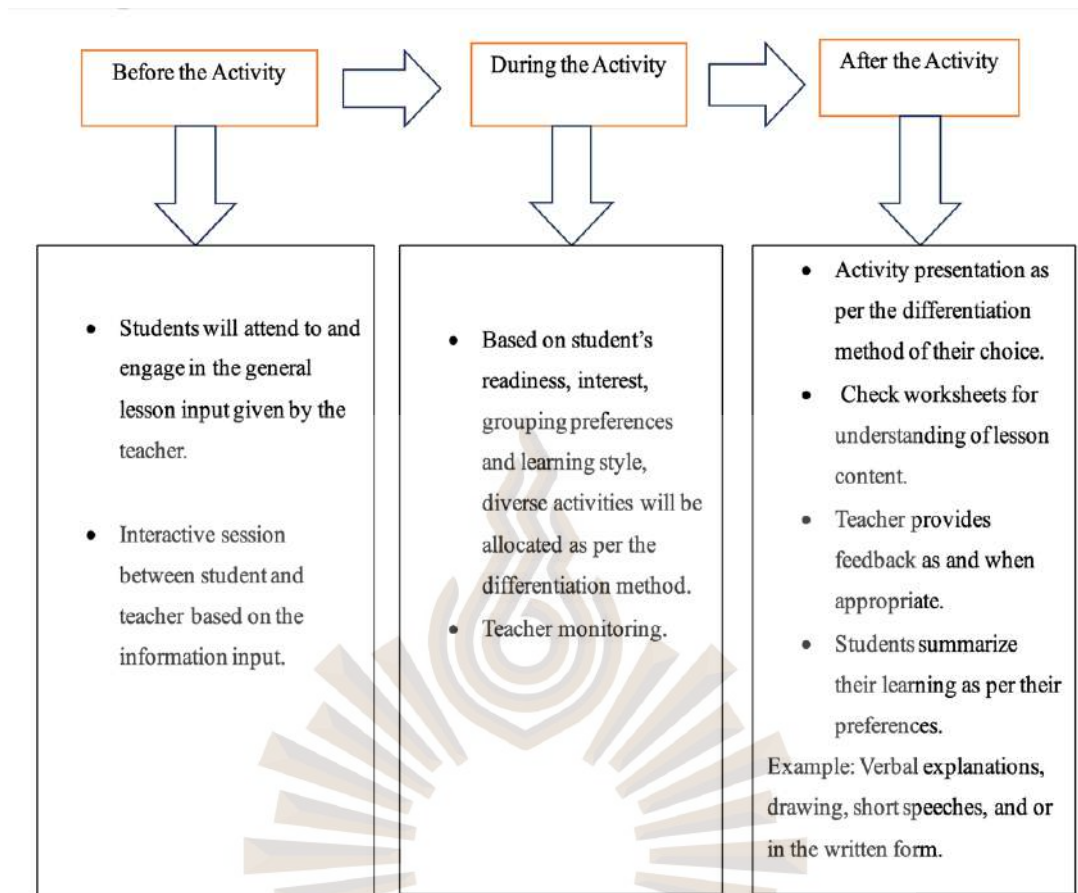 Before the Activity
During the Activity
After the Activity
• Students will attend to and
engage in the general
lesson input given by the
teacher.
• Interactive session
between student and
teacher based on the
information input.
• Based on student's
readiness, interest,
grouping preferences
and learning style,
diverse activities will be
allocated as per the
differentiation method.
• Teacher monitoring.
• Activity presentation as
per the differentiation
method of their choice.
• Check worksheets for
understanding of lesson
content.
• Teacher provides
feedback as and when
appropriate.
• Students summarize
their learning as per their
preferences.
Example: Verbal explanations,
drawing, short speeches, and or
in the written form.